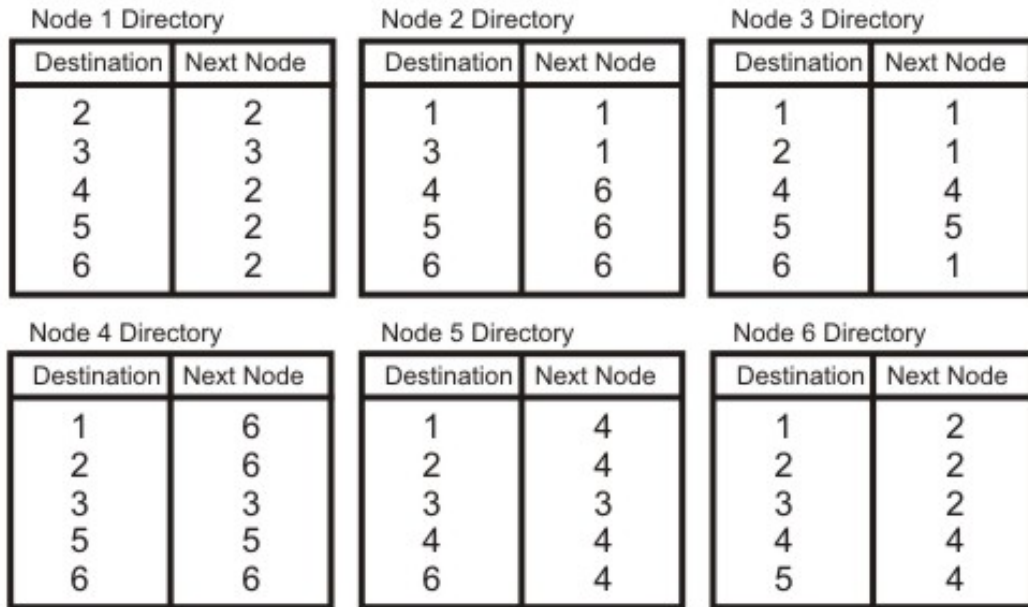 Node 1 Directory
Destination Next Node
2 2
3 3
4 2
5 2
6 2
Node 2 Directory
Destination Next Node
1 1
3 1
4 6
5 6
6 6
Node 3 Directory
Destination Next Node
1 1
2 1
4 4
5 5
6 1
Node 4 Directory
Destination Next Node
1 6
2 6
3 3
5 5
6 6
Node 5 Directory
Destination Next Node
1 4
2 4
3 3
4 4
6 4
Node 6 Directory
Destination Next Node
1 2
2 2
3 2
4 4
5 4